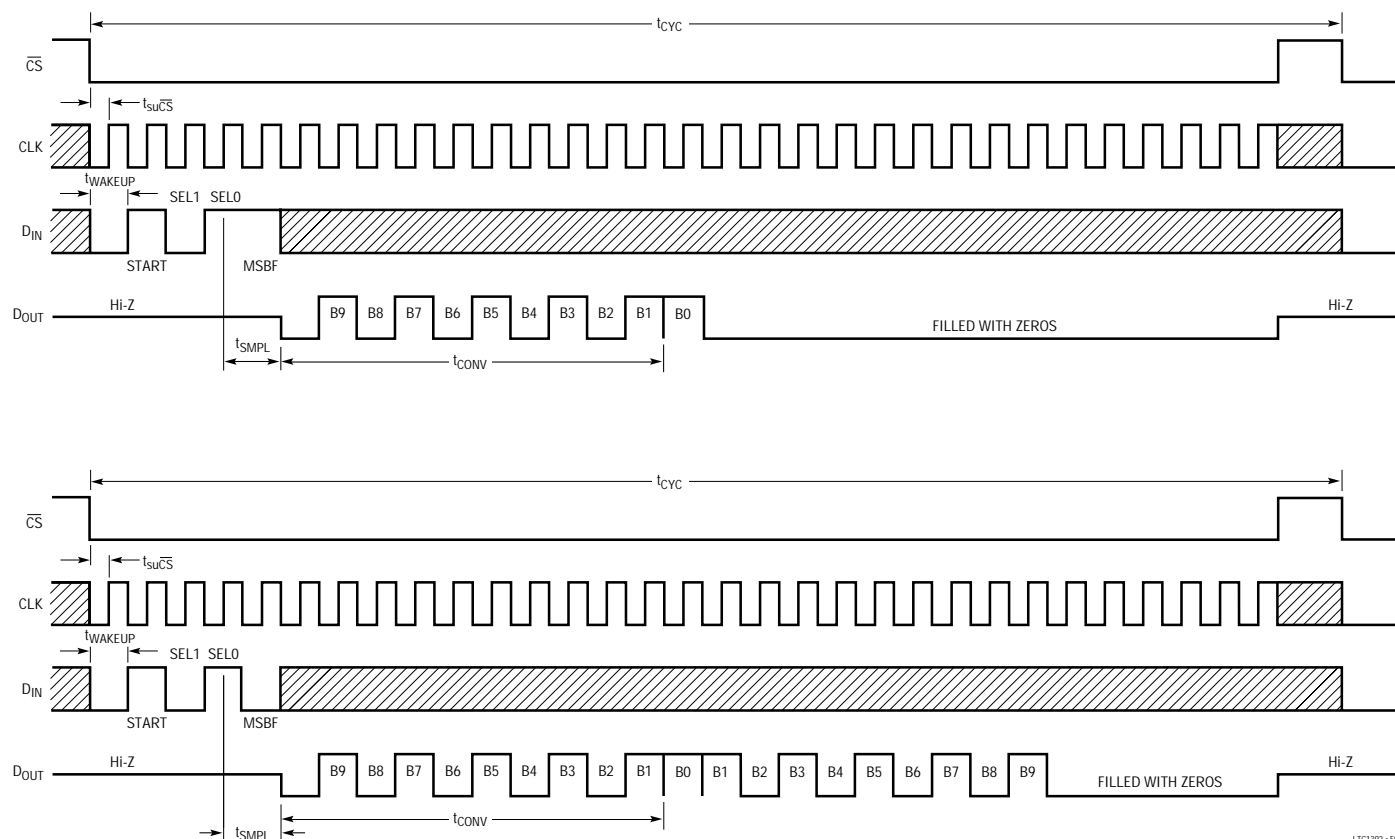 tCYC
CS
tsuCS
CLK
tWAKEUP
SEL1 SEL0
DIN
START MSBF
Hi-Z B9 B8 B7 B6 B5 B4 B3 B2 B1 B0 Hi-Z
DOUT FILLED WITH ZEROS
tSMPL
tCONV
tCYC
CS
tsuCS
CLK
tWAKEUP
SEL1 SEL0
DIN
START MSBF
Hi-Z B9 B8 B7 B6 B5 B4 B3 B2 B1 B0 B1 B2 B3 B4 B5 B6 B7 B8 B9 Hi-Z
DOUT FILLED WITH ZEROS
tCONV
tSMPL